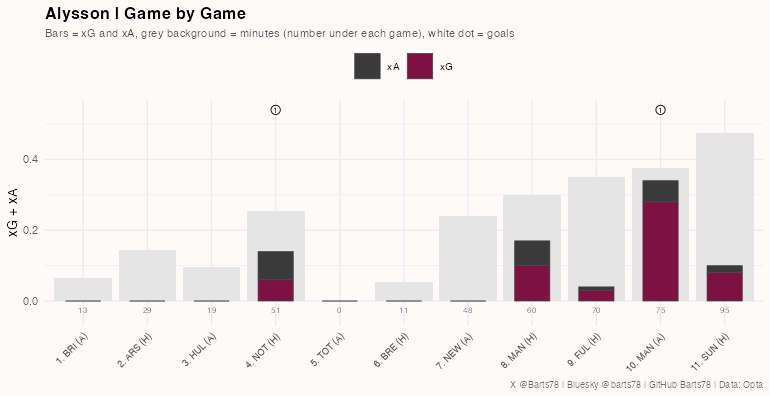 Alysson | Game by Game
Bars = xG and xA, grey background = minutes (number under each game), white dot = goals
xA xG
1 1
xG + xA
0.4
0.2
0.0
13 29 19 51 0 11 48 60 70 75 95
1. BRI (A) 2. ARS (H) 3. HUL (A) 4. NOT (H) 5. TOT (A) 6. BRE (H) 7. NEW (A) 8. MAN (H) 9. FUL (H) 10. MAN (A) 11. SUN (H)
X @Barts78 | Bluesky @barts78 | GitHub Barts78 | Data: Opta